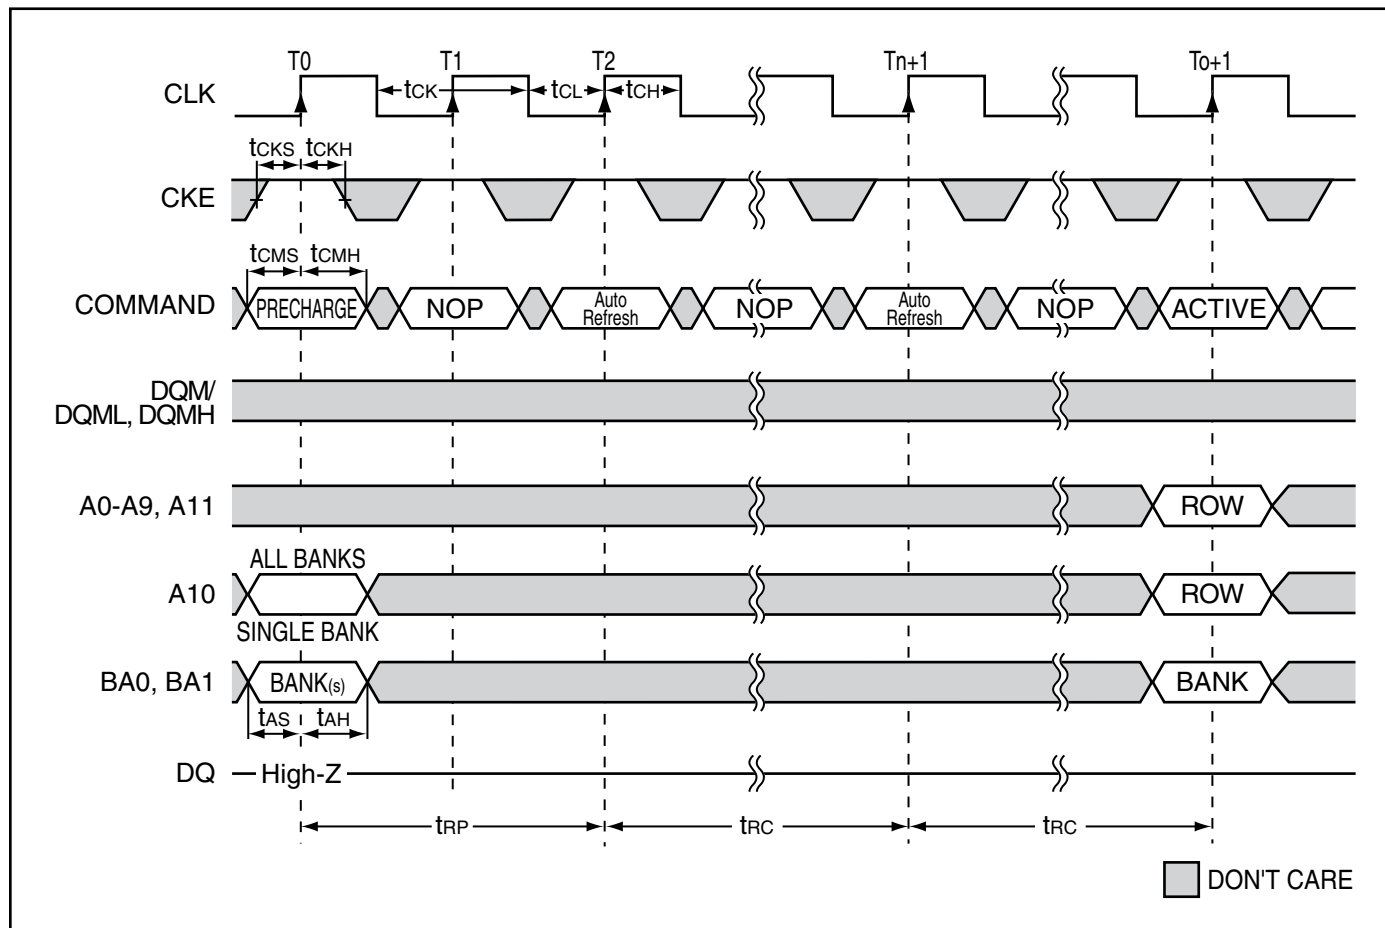 T0 T1 T2 Tn+1 To+1
CLK
tCK tCL tCH
tCKS tCKH
CKE
tCMS tCMH
COMMAND PRECHARGE NOP Auto Refresh NOP Auto Refresh NOP ACTIVE
DQM/
DQML, DQMH
A0-A9, A11 ROW
ALL BANKS
A10 ROW
SINGLE BANK
BA0, BA1 BANK(s) BANK
tAS tAH
DQ High-Z
tRP tRC tRC
DON'T CARE